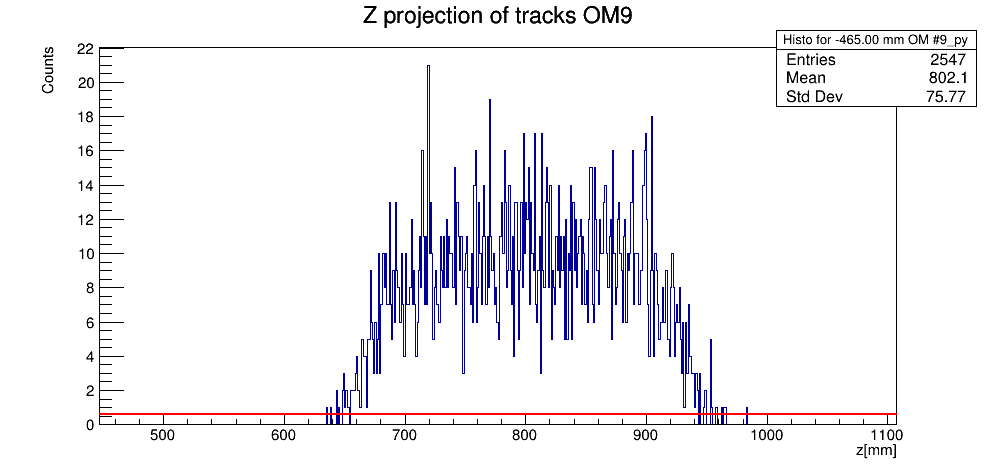 Z projection of tracks OM9
Histo for -465.00 mm OM #9_py
Entries 2547
Mean 802.1
Std Dev 75.77
Counts
22
20
18
16
14
12
10
8
6
4
2
0
500 600 700 800 900 1000 1100
z[mm]